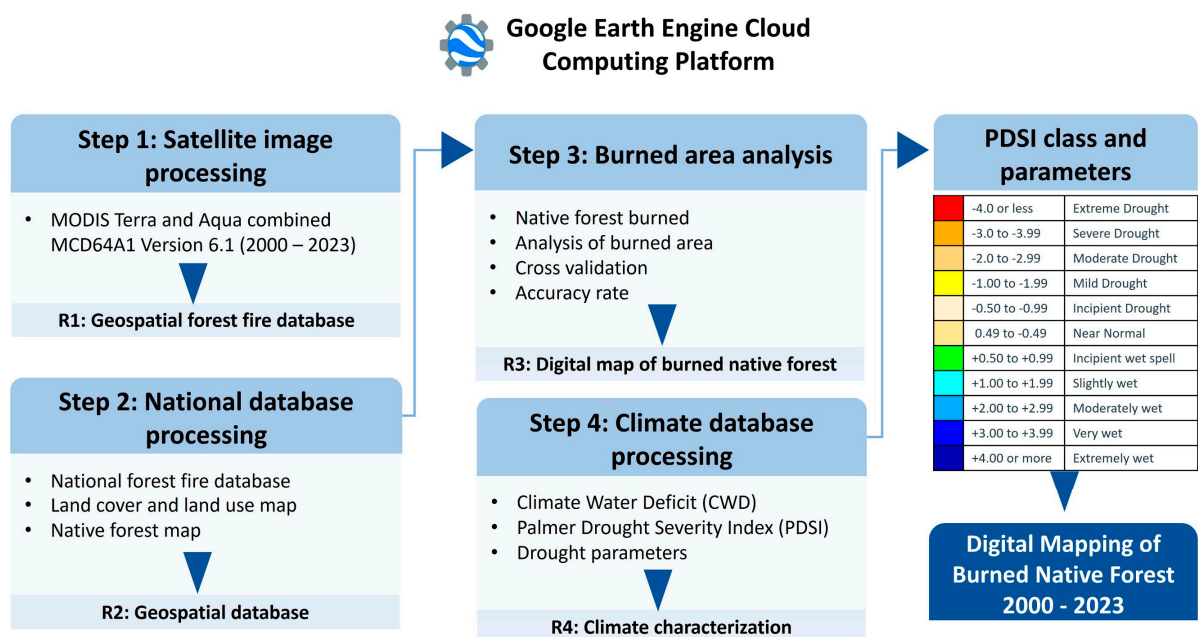 Google Earth Engine Cloud
Computing Platform
Step 1: Satellite image
processing
• MODIS Terra and Aqua combined
MCD64A1 Version 6.1 (2000 – 2023)
R1: Geospatial forest fire database
Step 2: National database
processing
• National forest fire database
• Land cover and land use map
• Native forest map
R2: Geospatial database
Step 3: Burned area analysis
• Native forest burned
• Analysis of burned area
• Cross validation
• Accuracy rate
R3: Digital map of burned native forest
Step 4: Climate database
processing
• Climate Water Deficit (CWD)
• Palmer Drought Severity Index (PDSI)
• Drought parameters
R4: Climate characterization
PDSI class and
parameters
-4.0 or less Extreme Drought
-3.0 to -3.99 Severe Drought
-2.0 to -2.99 Moderate Drought
-1.00 to -1.99 Mild Drought
-0.50 to -0.99 Incipient Drought
0.49 to -0.49 Near Normal
+0.50 to +0.99 Incipient wet spell
+1.00 to +1.99 Slightly wet
+2.00 to +2.99 Moderately wet
+3.00 to +3.99 Very wet
+4.00 or more Extremely wet
Digital Mapping of
Burned Native Forest
2000 - 2023